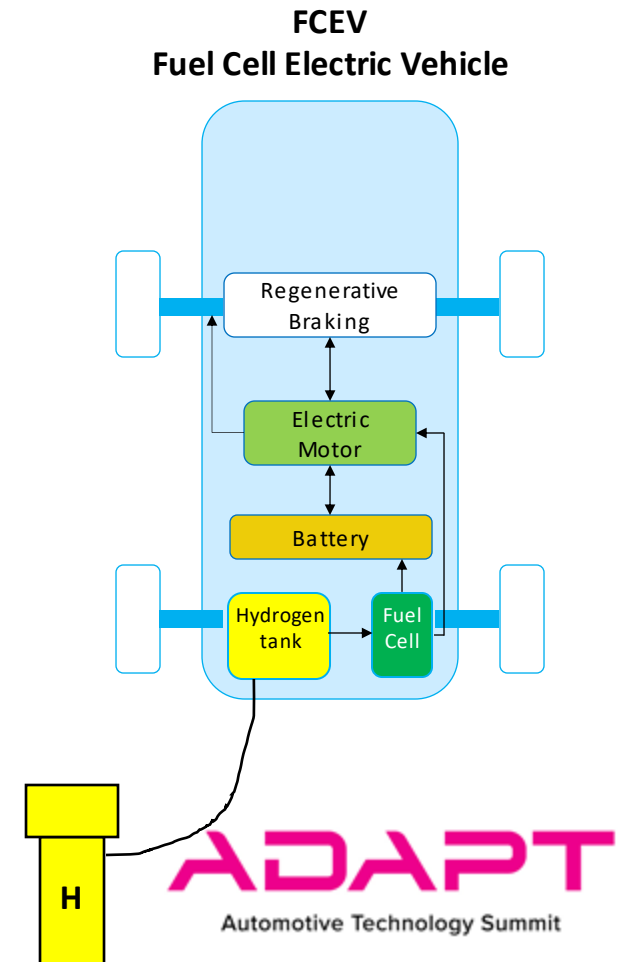 FCEV
Fuel Cell Electric Vehicle
Regenerative
Braking
Electric
Motor
Battery
Hydrogen
tank
Fuel
Cell
H
ADAPT
Automotive Technology Summit